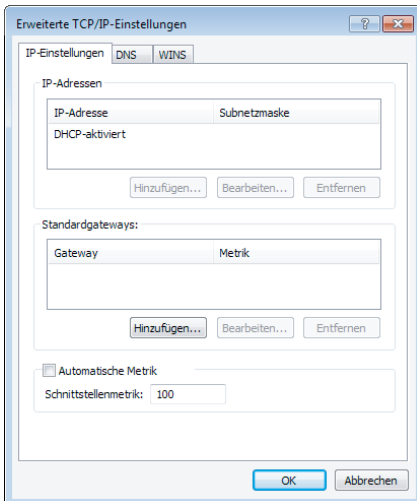 Erweiterte TCP/IP-Einstellungen
IP-Einstellungen DNS WINS
IP-Adressen
IP-Adresse Subnetzmaske
DHCP-aktiviert
Hinzufügen... Bearbeiten... Entfernen
Standardgateways:
Gateway Metrik
Hinzufügen... Bearbeiten... Entfernen
Automatische Metrik
Schnittstellenmetrik: 100
OK Abbrechen